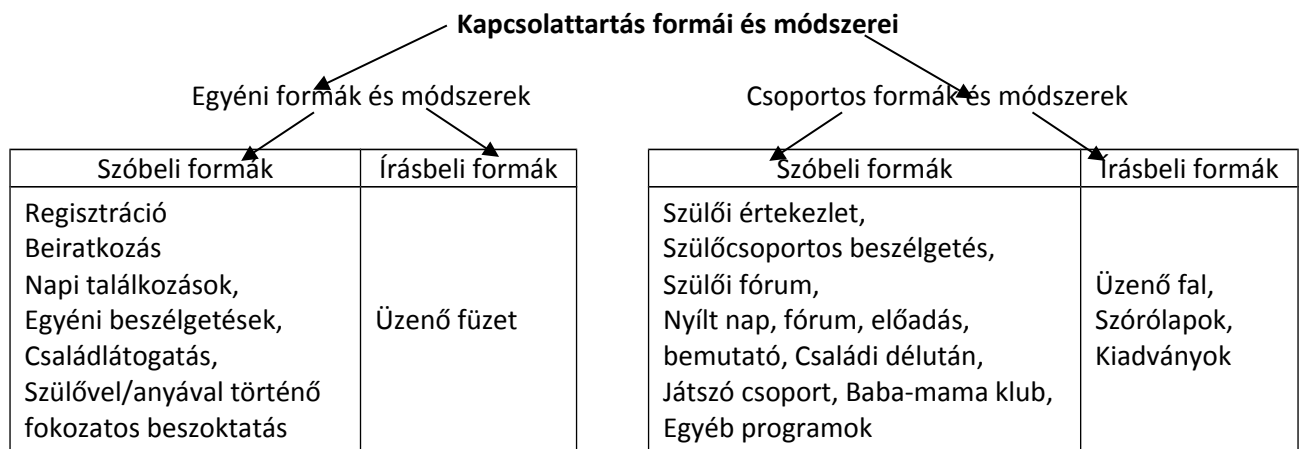 Kapcsolattartás formái és módszerei
Egyéni formák és módszerek
Csoportos formák és módszerek
Szóbeli formák
Írásbeli formák
Regisztráció
Beiratkozás
Napi találkozások,
Egyéni beszélgetések,
Családlátogatás,
Szülővel/anyával történő
fokozatos beszoktatás
Üzenő füzet
Szóbeli formák
Írásbeli formák
Szülői értekezlet,
Szülőcsoportos beszélgetés,
Szülői fórum,
Nyílt nap, fórum, előadás,
bemutató, Családi délután,
Játszó csoport, Baba-mama klub,
Egyéb programok
Üzenő fal,
Szórólapok,
Kiadványok